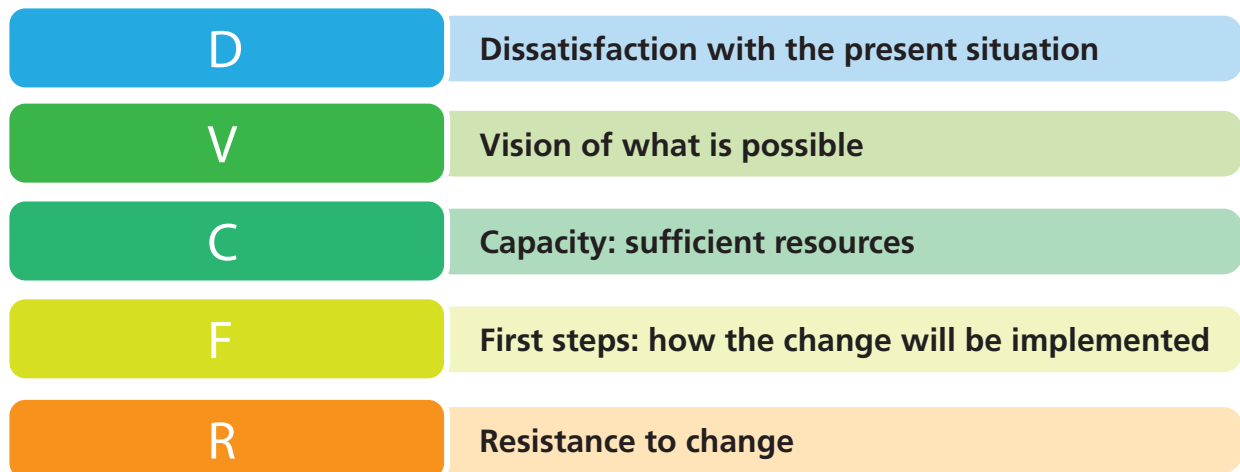 D Dissatisfaction with the present situation
V Vision of what is possible
C Capacity: sufficient resources
F First steps: how the change will be implemented
R Resistance to change